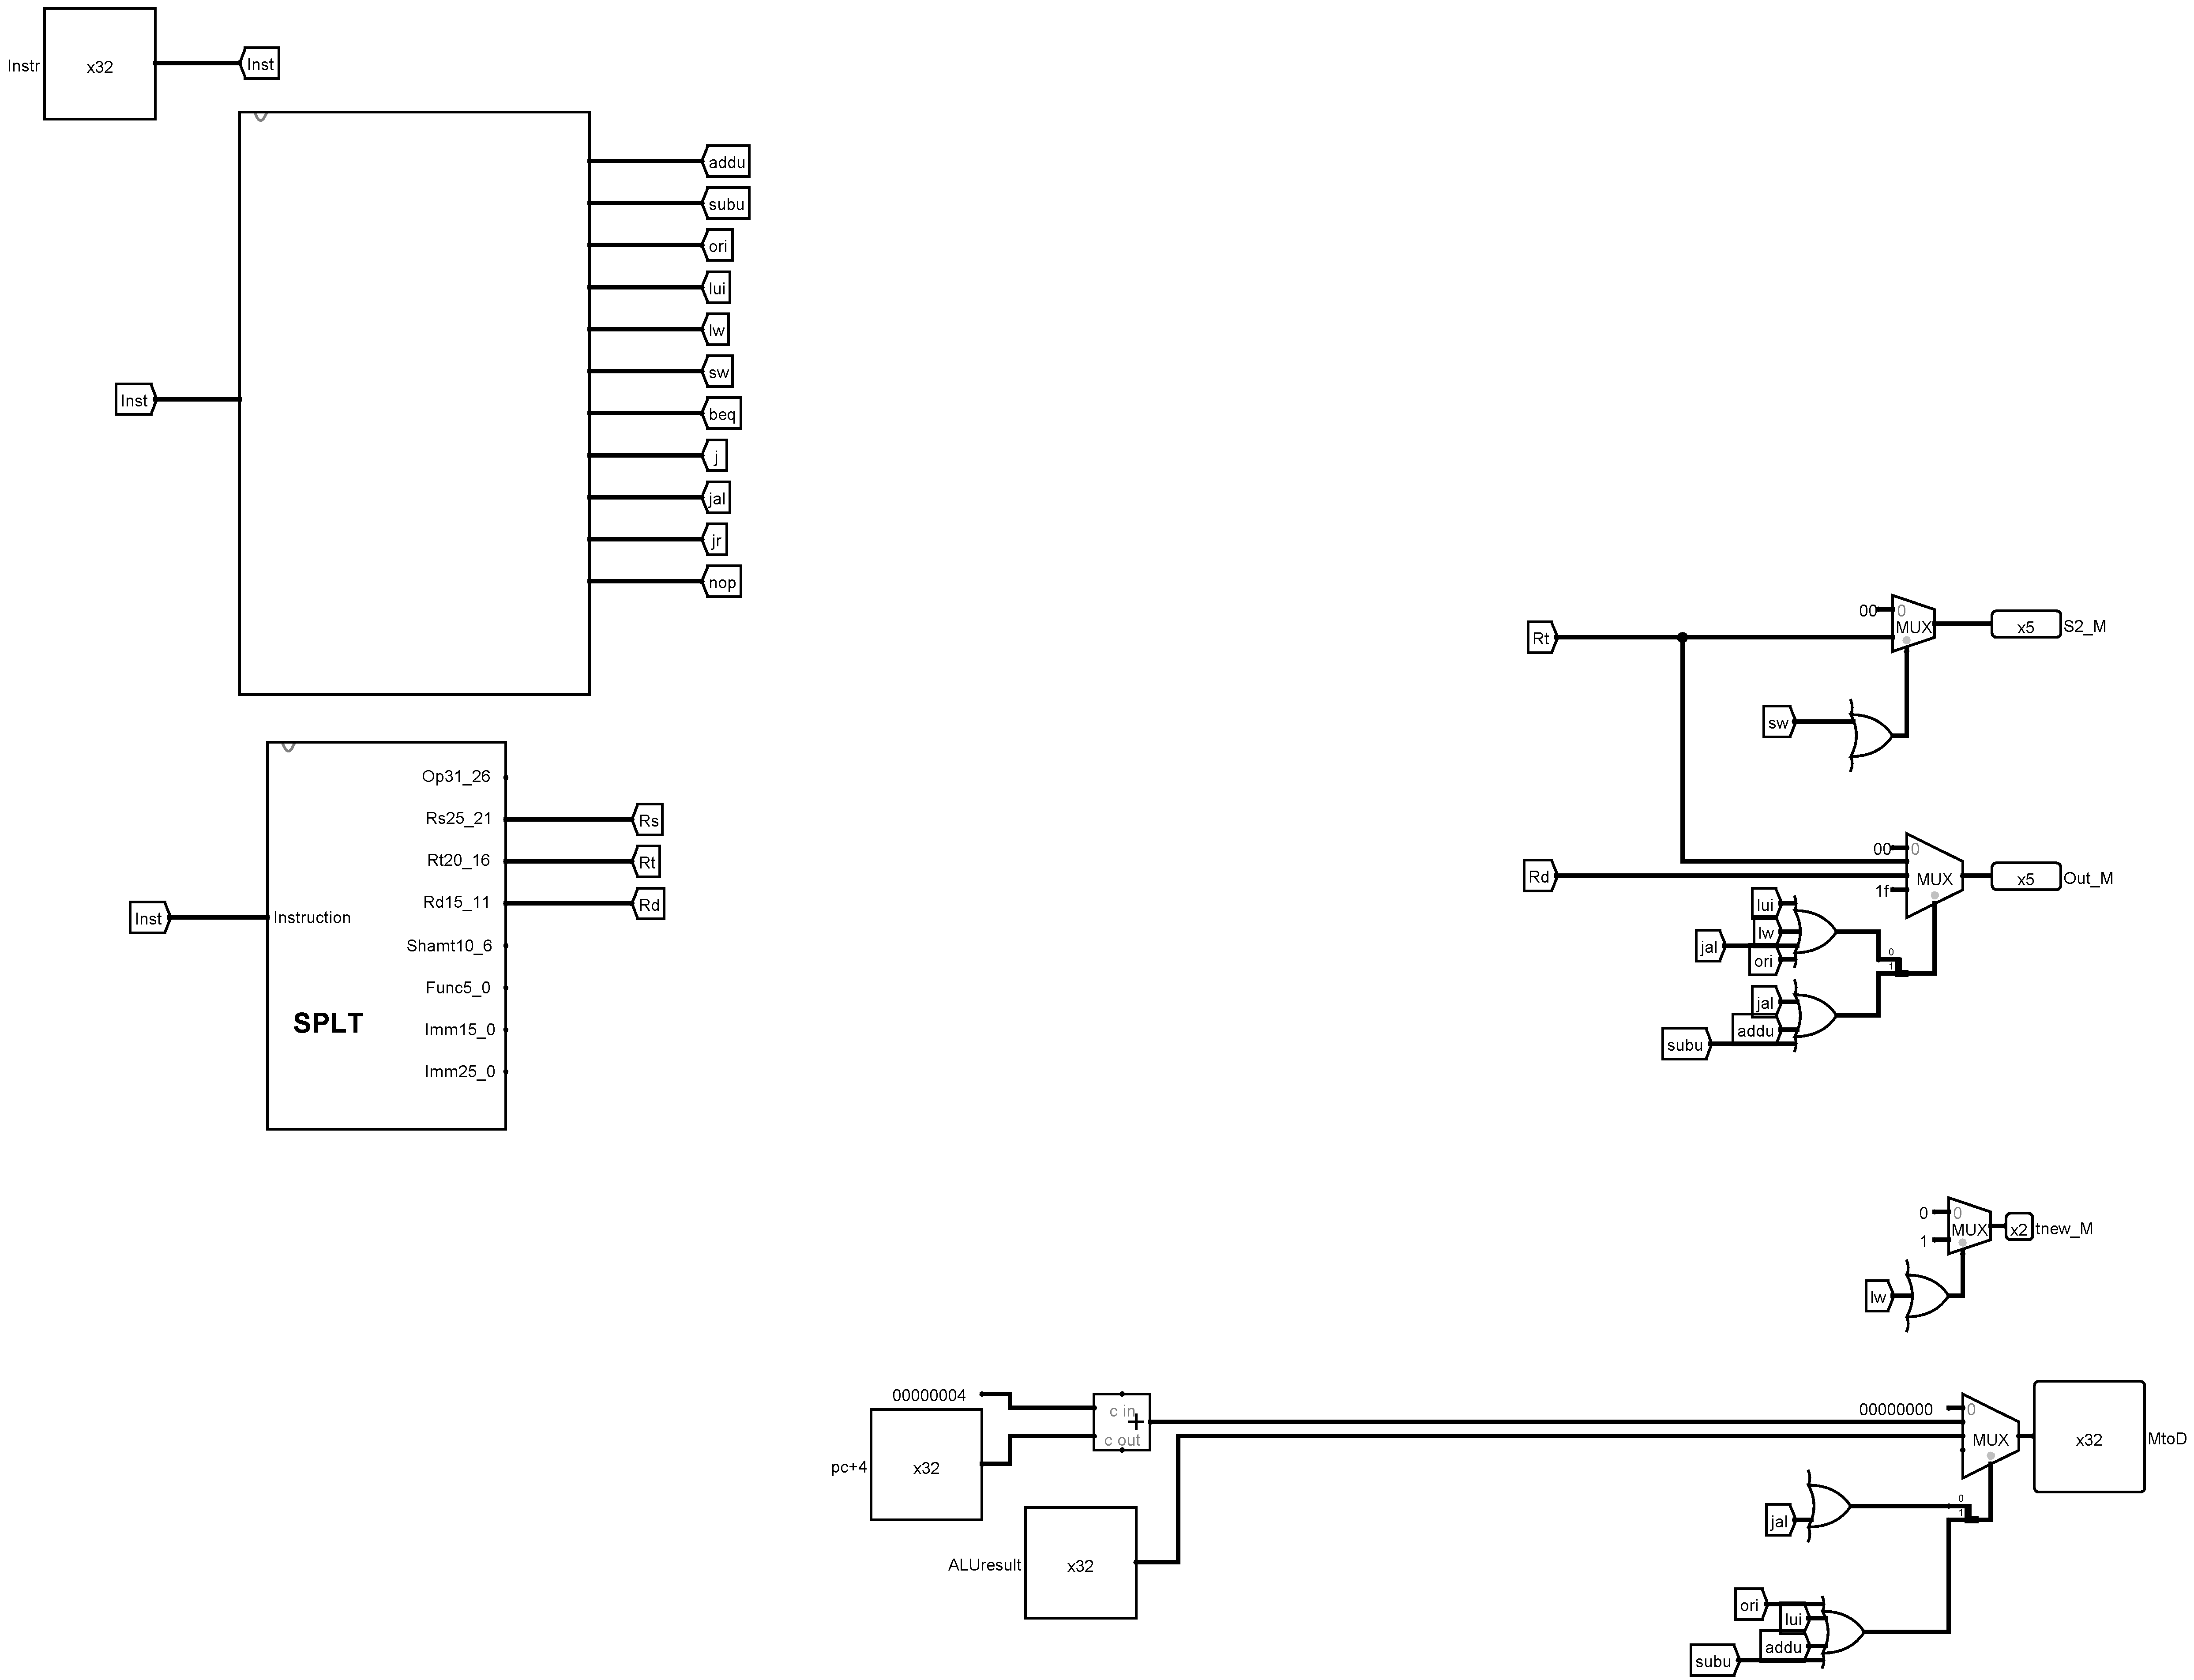 Instr x32 Inst
addu
subu
ori
lui
lw
sw
Inst
beq
j
jal
jr
nop
Op31_26
Rs25_21 Rs
Rt20_16 Rt
Rd15_11 Rd
Inst Instruction
Shamt10_6
Func5_0
SPLT
Imm15_0
Imm25_0
00 0
Rt MUX x5 S2_M
sw
00 0
Rd MUX x5 Out_M
1f
lui
lw
jal
ori
0
1
jal
addu
subu
0 0
MUX x2 tnew_M
1
lw
00000004
c in
+
c out
pc+4 x32
ALUresult x32
00000000 0
MUX x32 MtoD
0
1
jal
ori
lui
addu
subu